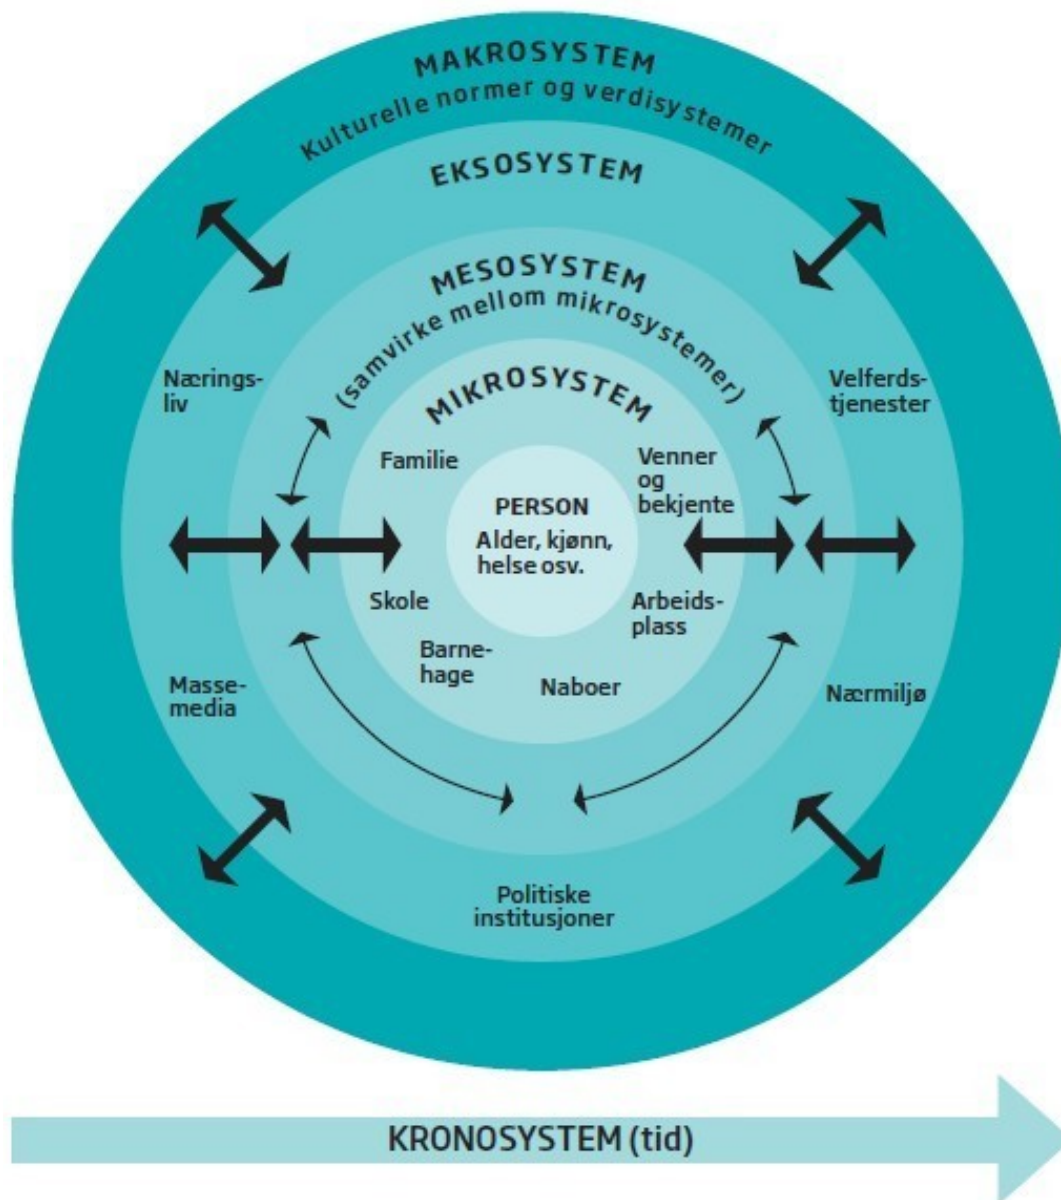 MAKROSYSTEM
Kulturelle normer og verdisystemer
EKSOSYSTEM
MESOSYSTEM
(samvirke mellom mikrosystemer)
MIKROSYSTEM
Nærings-
liv
Velferds-
tjenester
Familie
Venner
og
bekjente
PERSON
Alder, kjønn,
helse osv.
Skole
Arbeids-
plass
Barne-
hage
Naboer
Masse-
media
Nærmiljø
Politiske
institusjoner
KRONOSYSTEM (tid)